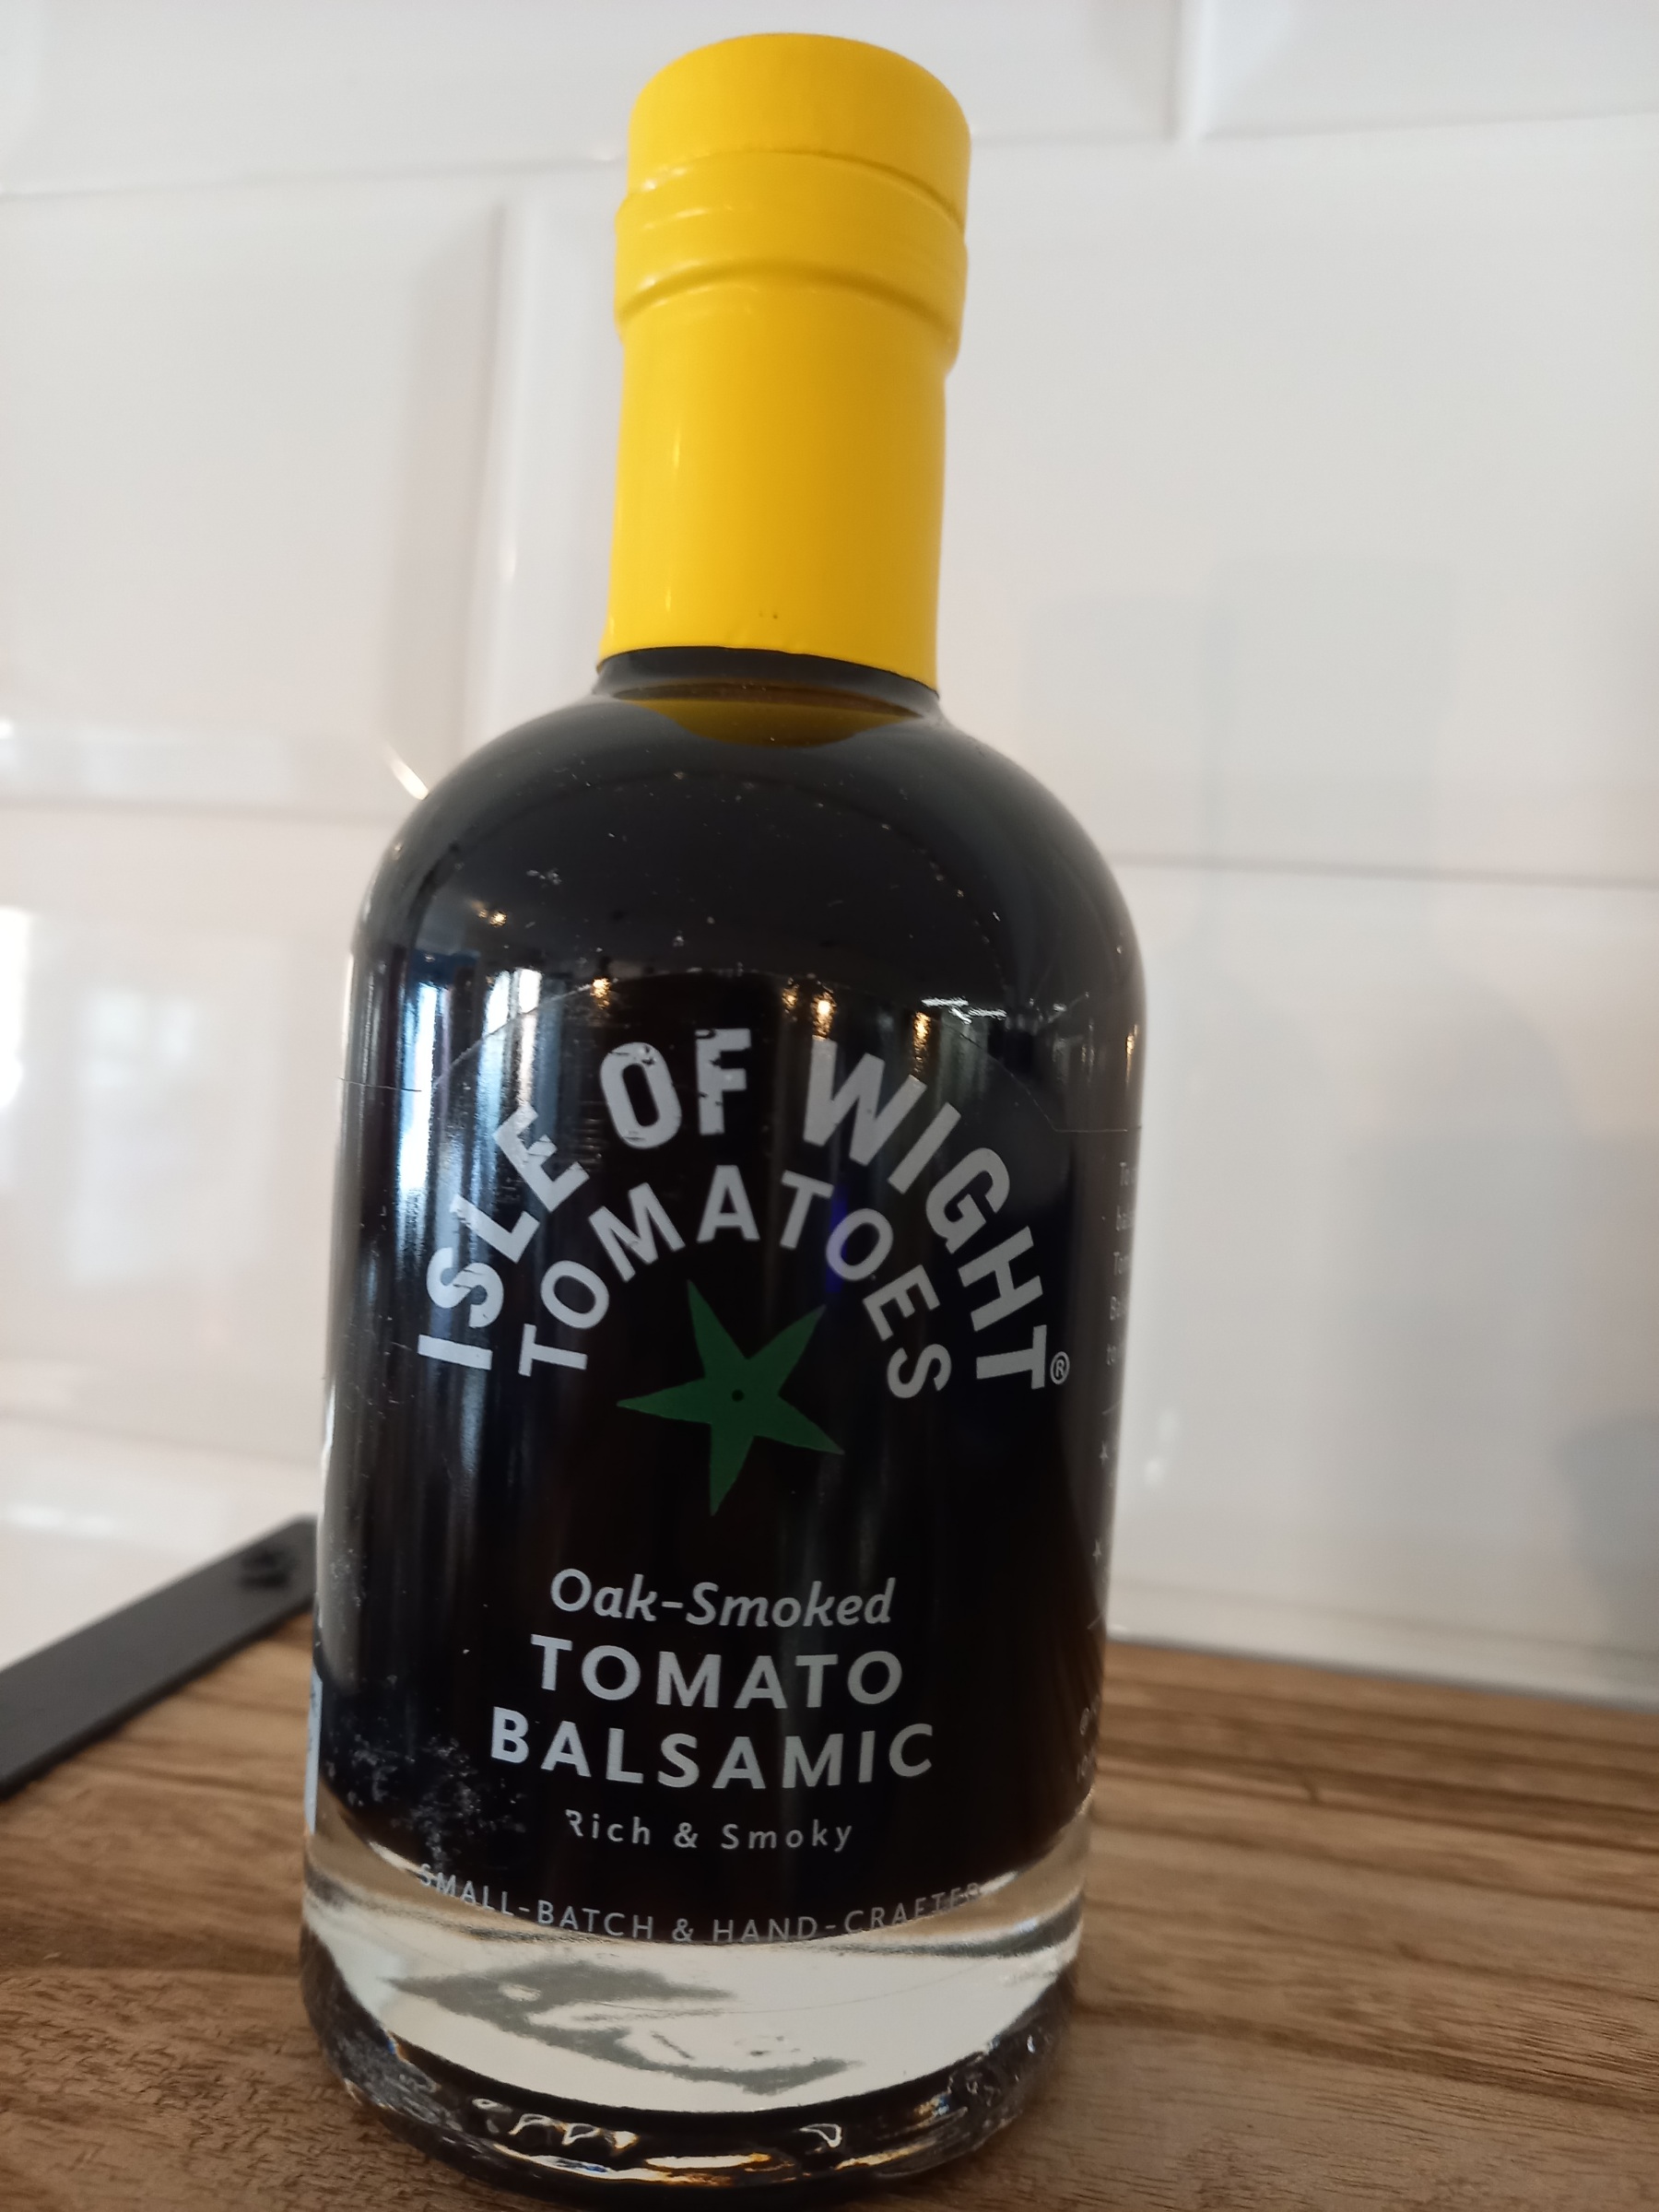 ISLE OF WIGHT®
TOMATOES
Oak-Smoked
TOMATO
BALSAMIC
Rich & Smoky
SMALL-BATCH & HAND-CRAFTED